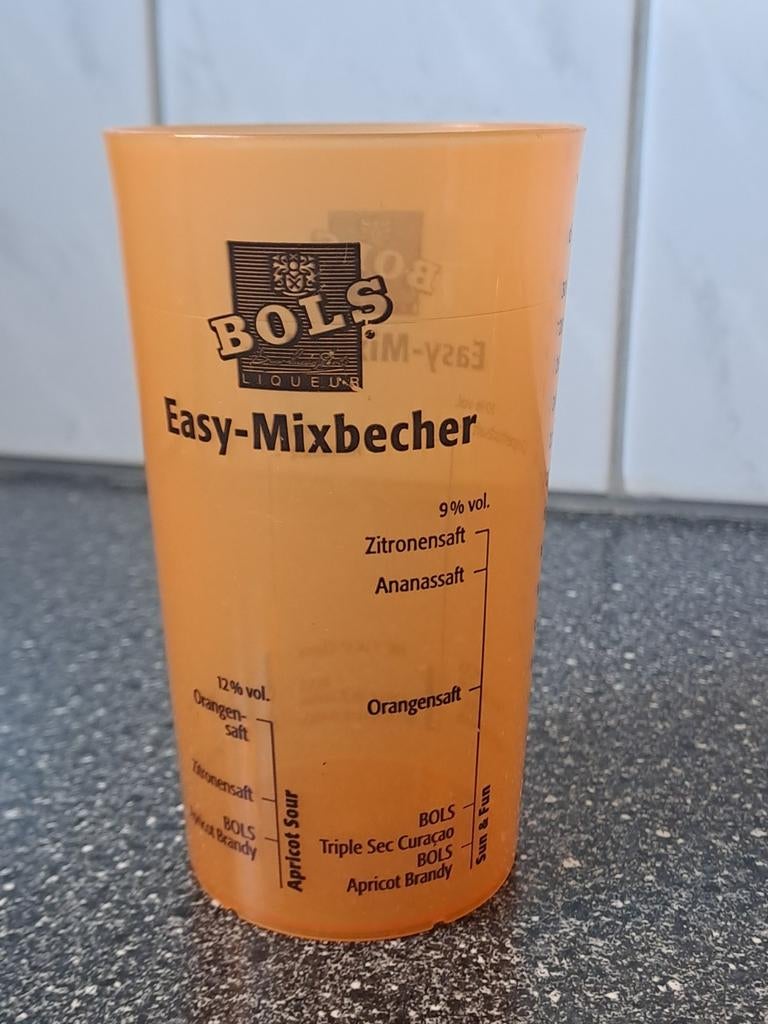 BOLS
LIQUEUR
Easy-Mixbecher
9% vol.
Zitronensaft
Ananassaft
Orangensaft
BOLS
Triple Sec Curaçao
BOLS
Apricot Brandy
Sun & Fun
12% vol.
Orangen-
saft
Zitronensaft
BOLS
Apricot Brandy
Apricot Sour